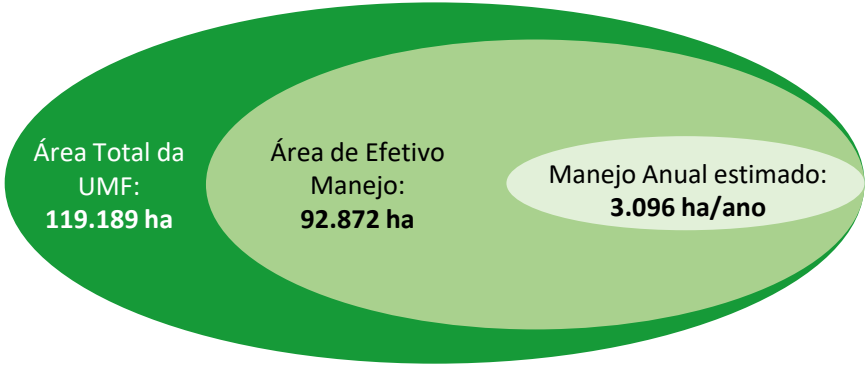 Área Total da
UMF:
119.189 ha
Área de Efetivo
Manejo:
92.872 ha
Manejo Anual estimado:
3.096 ha/ano